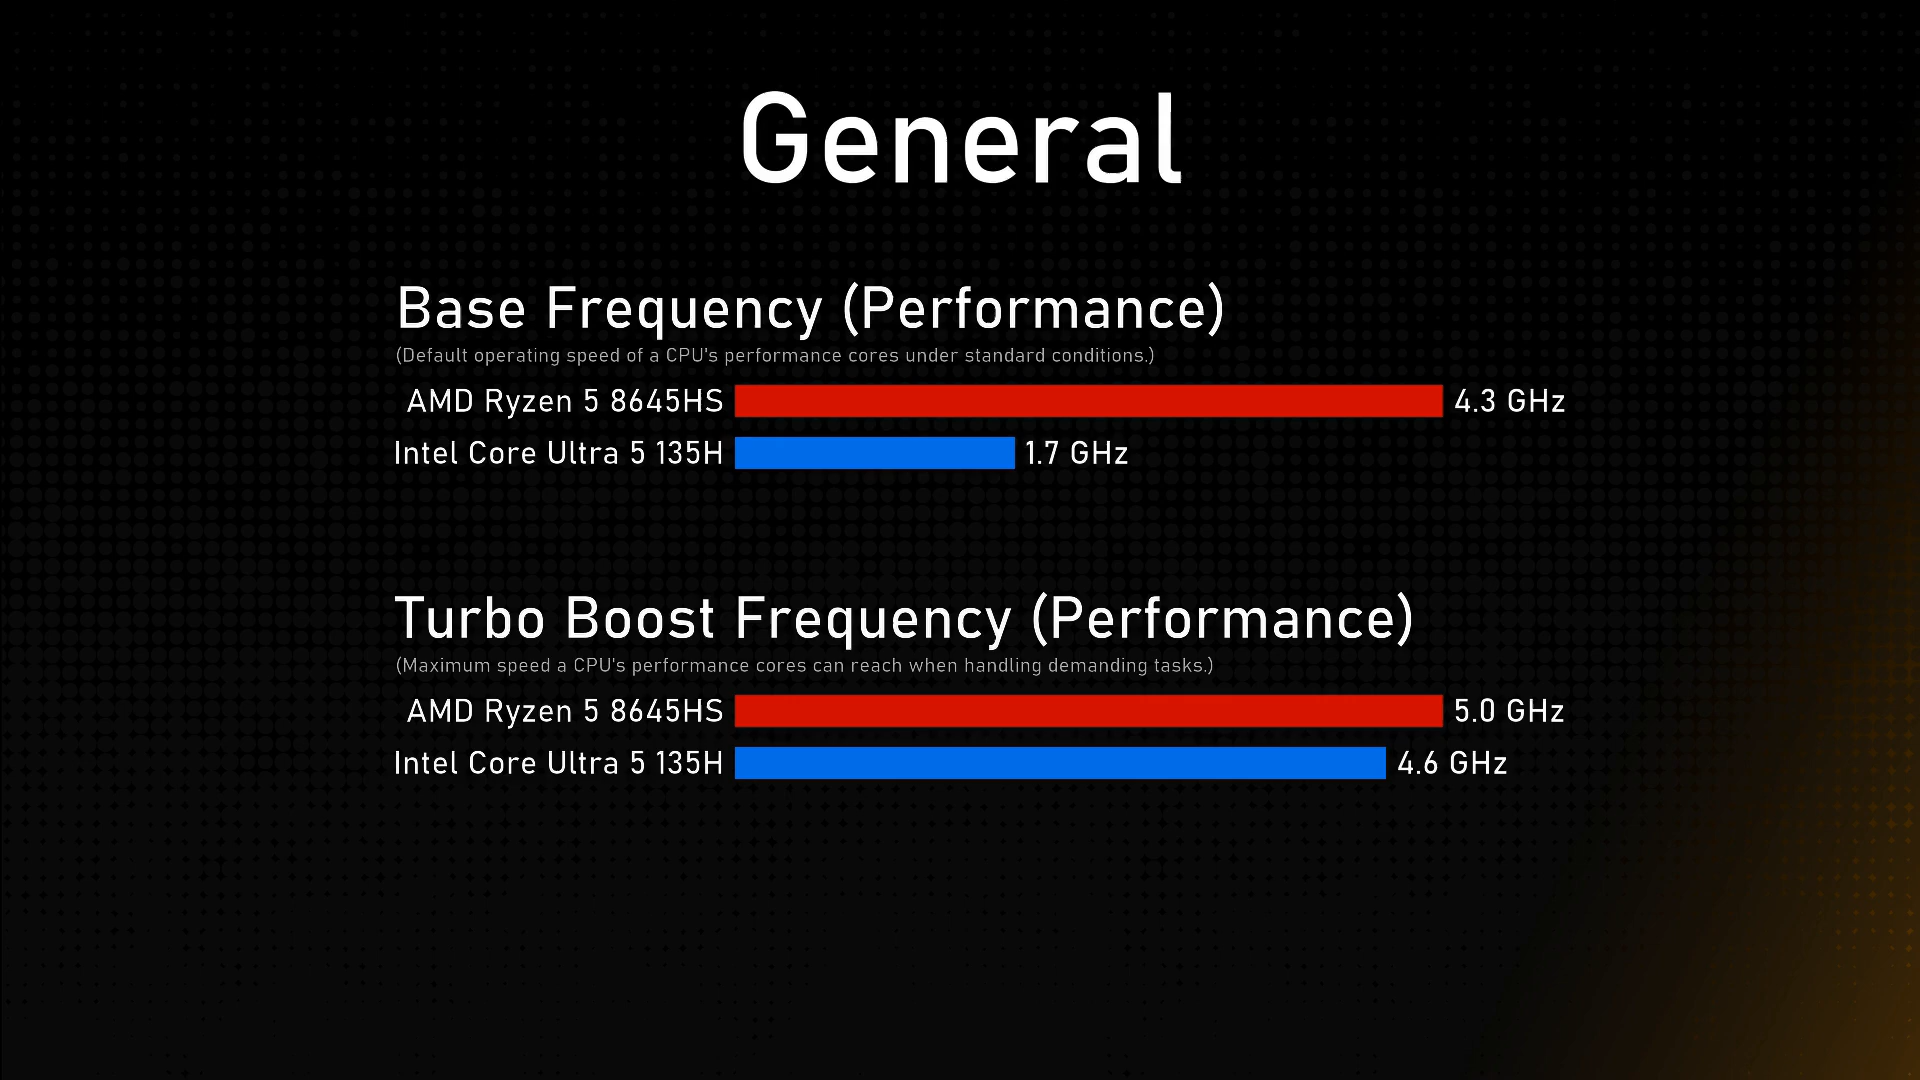 General
Base Frequency (Performance)
(Default operating speed of a CPU's performance cores under standard conditions.)
AMD Ryzen 5 8645HS 4.3 GHz
Intel Core Ultra 5 135H 1.7 GHz
Turbo Boost Frequency (Performance)
(Maximum speed a CPU's performance cores can reach when handling demanding tasks.)
AMD Ryzen 5 8645HS 5.0 GHz
Intel Core Ultra 5 135H 4.6 GHz